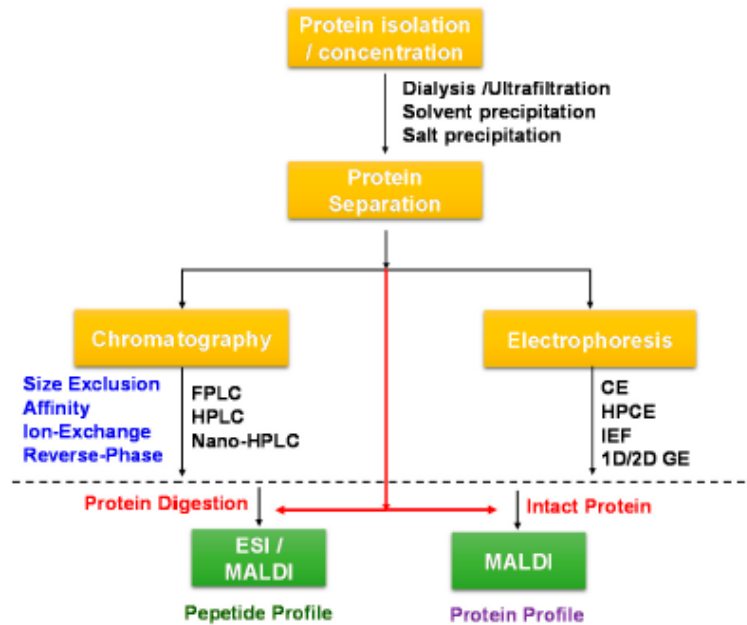 Protein isolation
/ concentration
Dialysis /Ultrafiltration
Solvent precipitation
Salt precipitation
Protein
Separation
Chromatography
Electrophoresis
Size Exclusion
Affinity
Ion-Exchange
Reverse-Phase
FPLC
HPLC
Nano-HPLC
CE
HPCE
IEF
1D/2D GE
Protein Digestion
Intact Protein
ESI /
MALDI
MALDI
Pepetide Profile
Protein Profile